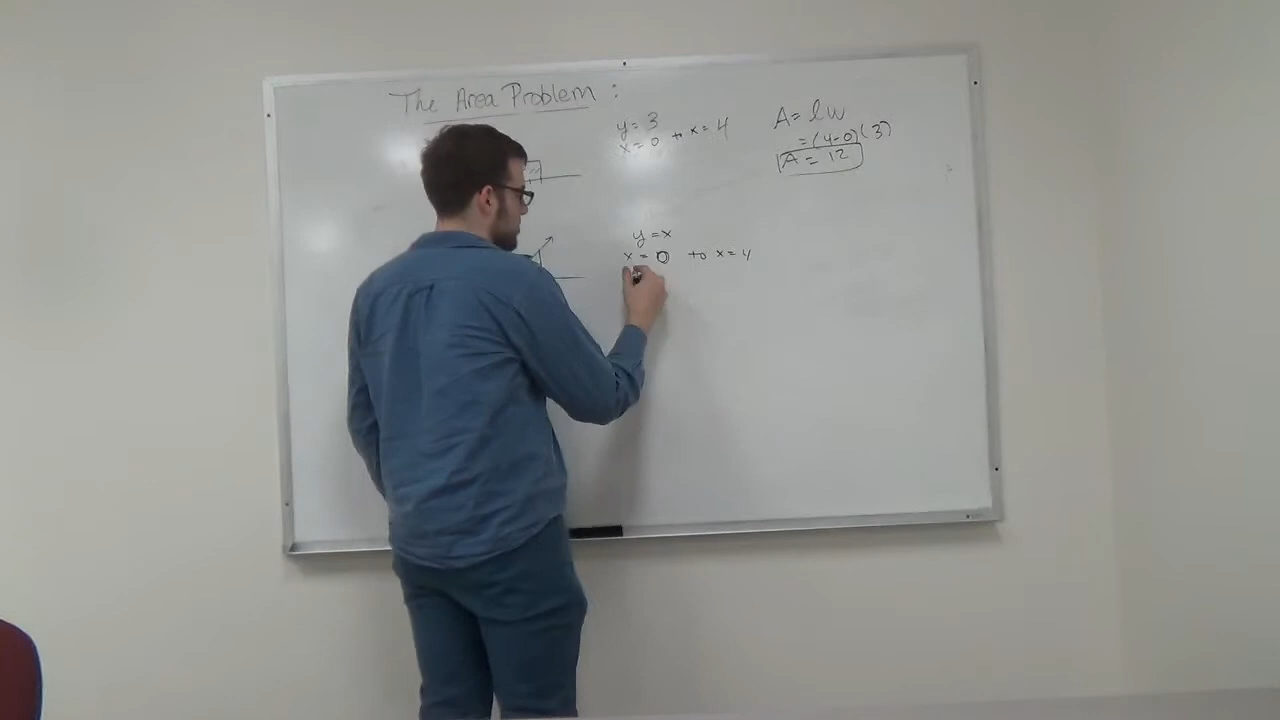 The Area Problem:
y = 3
x = 0 to x = 4
A = lw
= (4-0)(3)
A = 12
y = x
x = 0 to x = 4